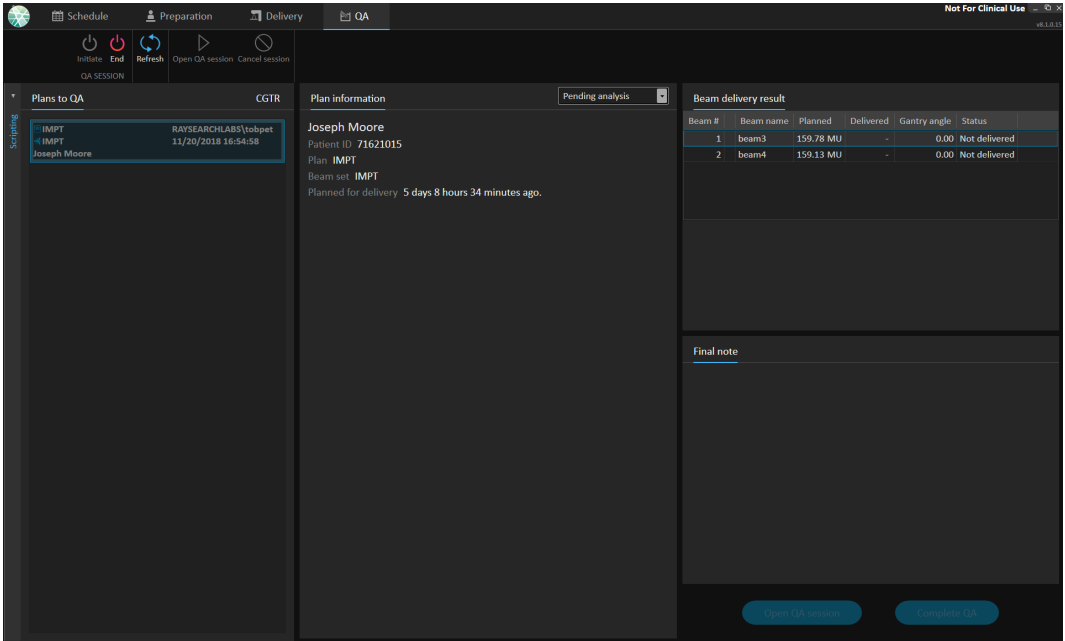 Schedule Preparation Delivery QA Not For Clinical Use
v8.1.0.15
Initiate End Refresh Open QA session Cancel session
QA SESSION
Scripting
Plans to QA CGTR
IMPT RAYSEARCHLABS\tobpet
IMPT 11/20/2018 16:54:58
Joseph Moore
Plan information Pending analysis
Joseph Moore
Patient ID 71621015
Plan IMPT
Beam set IMPT
Planned for delivery 5 days 8 hours 34 minutes ago.
Beam delivery result
Beam # Beam name Planned Delivered Gantry angle Status
1 beam3 159.78 MU - 0.00 Not delivered
2 beam4 159.13 MU - 0.00 Not delivered
Final note
Open QA session Complete QA